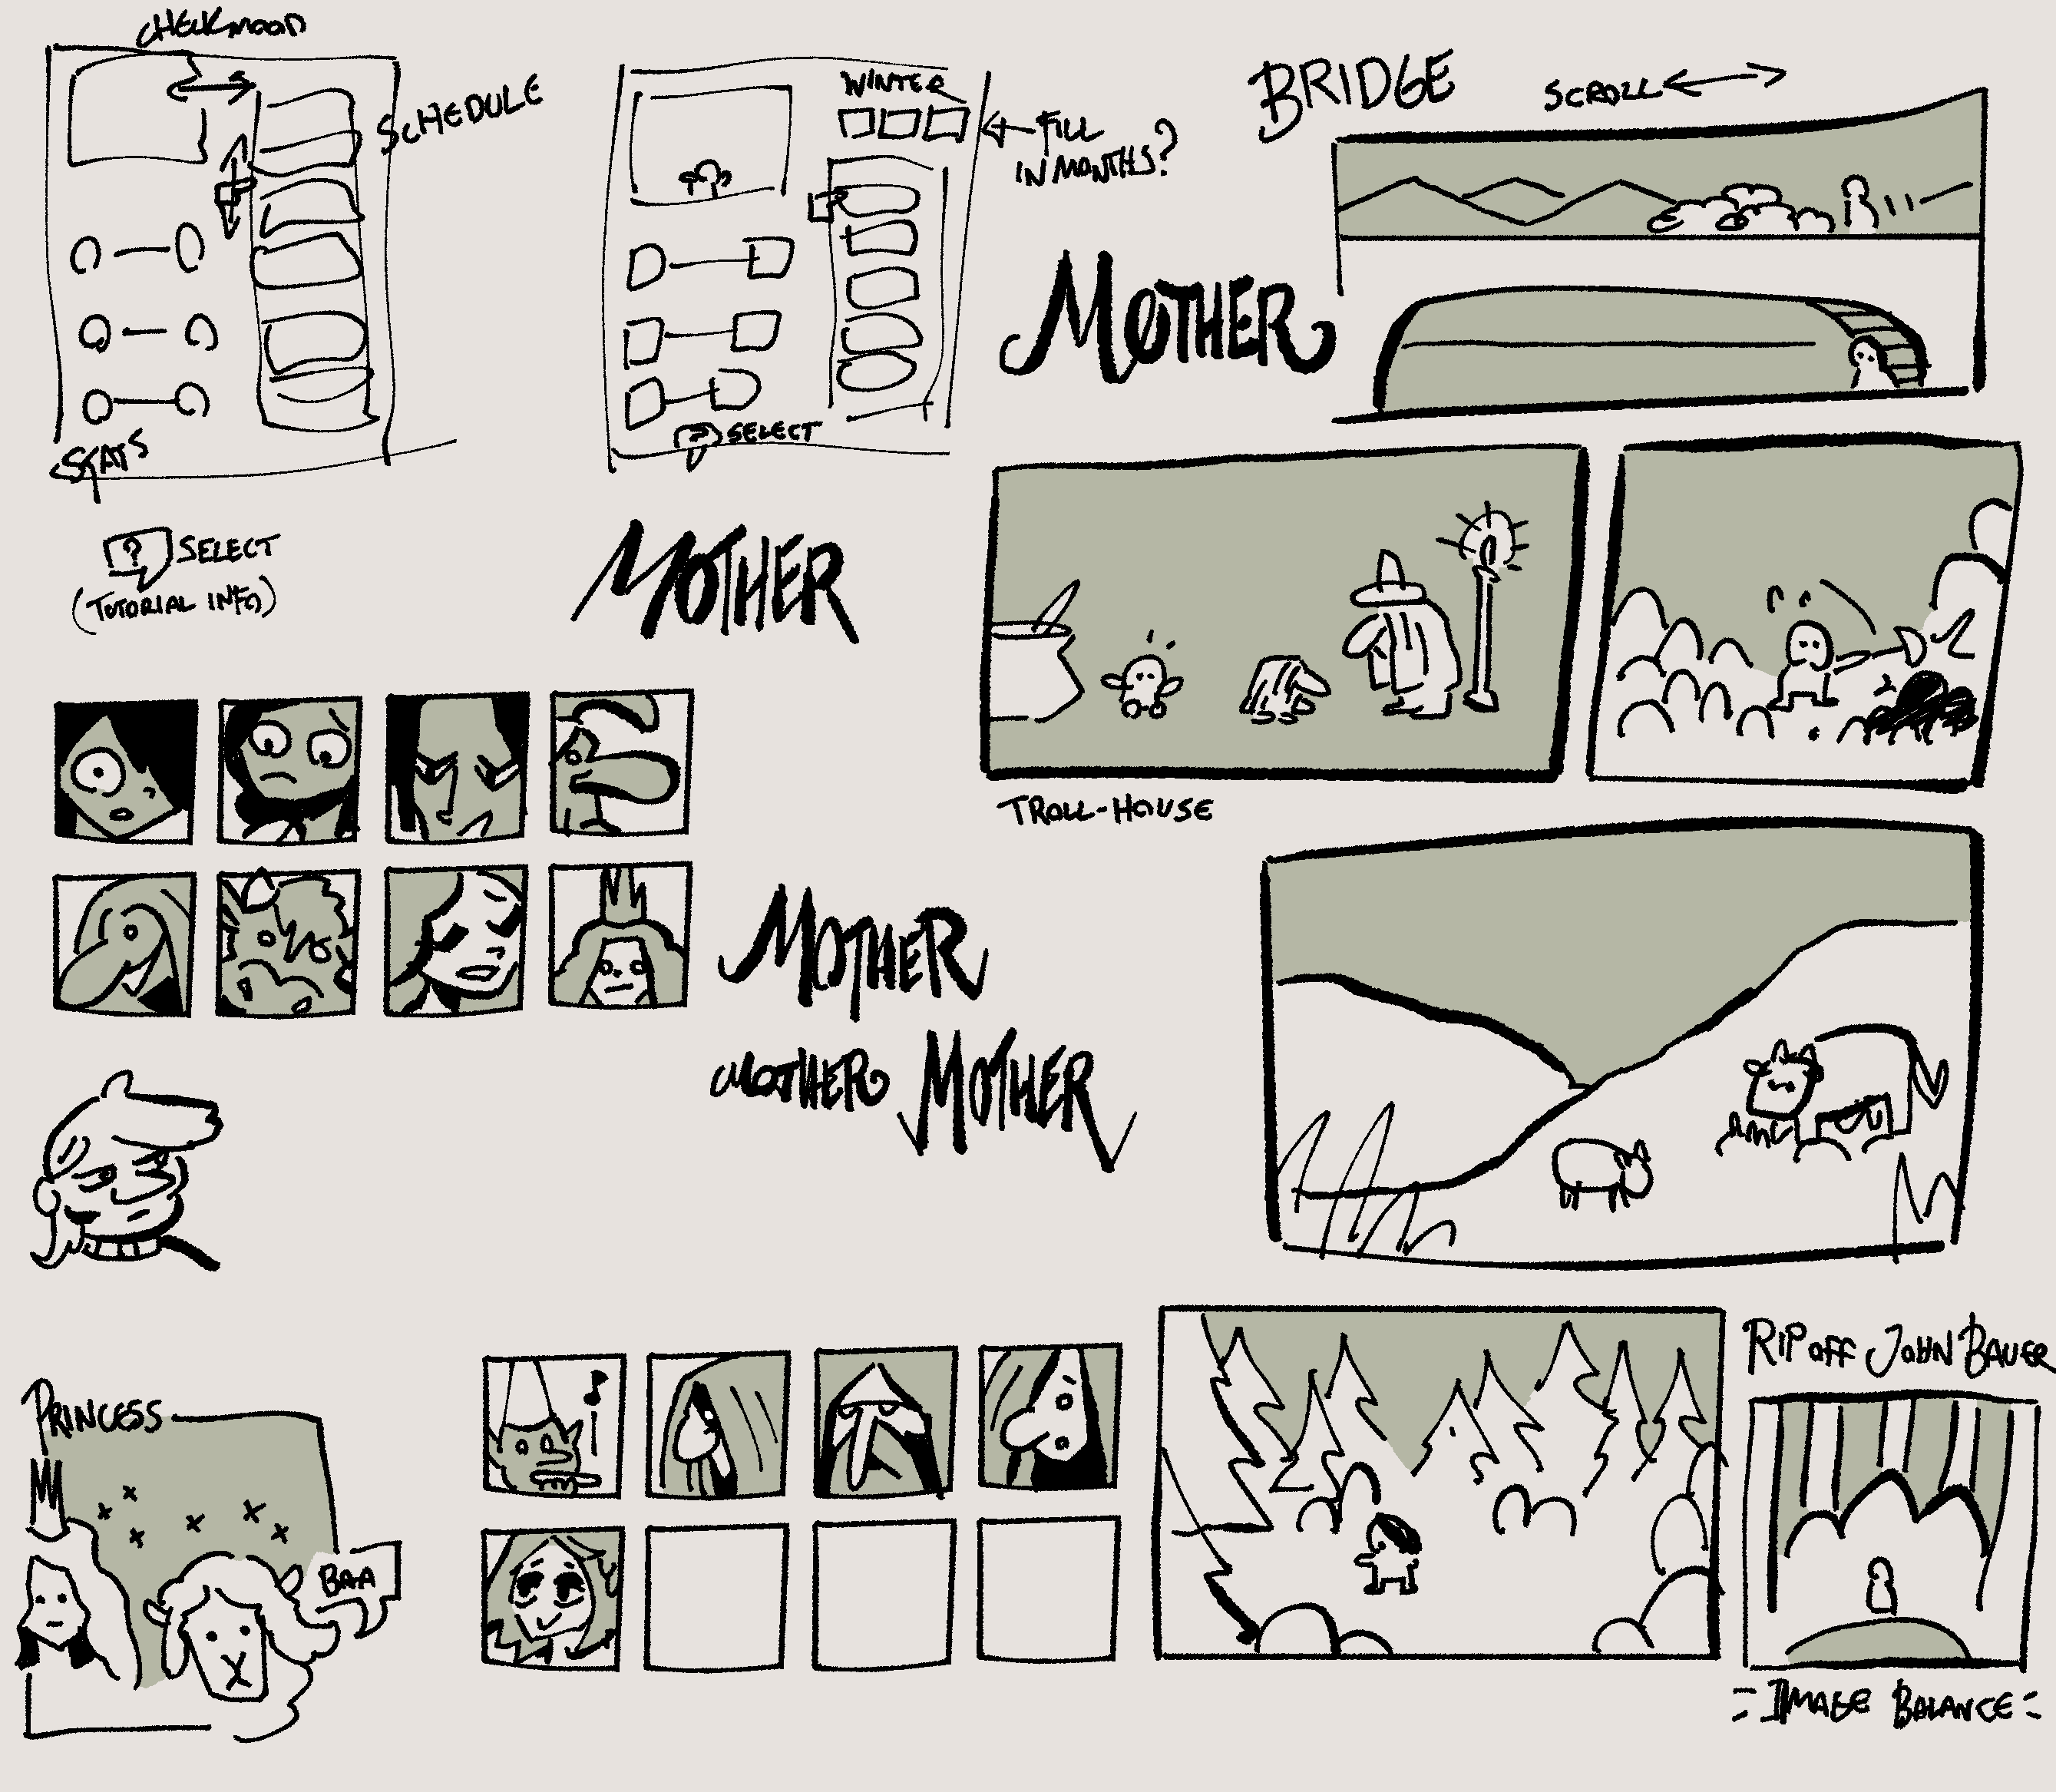 CHECK MOOD
SCHEDULE
STATS
? SELECT
(TUTORIAL INFO)
WINTER
FILL
IN MONTHS?
? SELECT
BRIDGE
SCROLL
MOTHER
MOTHER
TROLL-HOUSE
MOTHER
MOTHER
MOTHER
PRINCESS
BAA
RIP OFF JOHN BAUER
IMAGE BALANCE